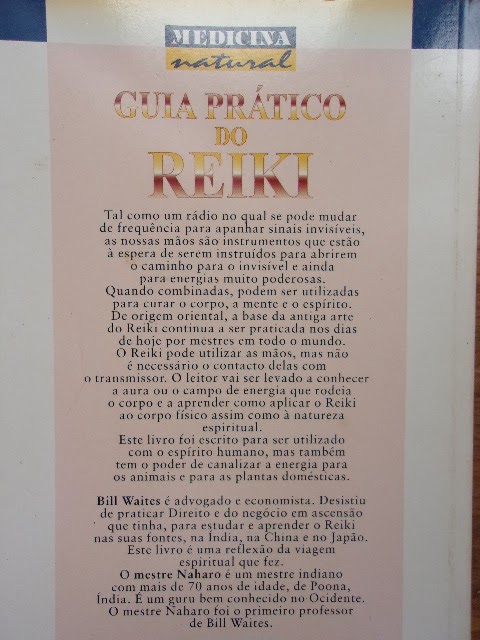 MEDICINA
natural
GUIA PRÁTICO
DO
REIKI
Tal como um rádio no qual se pode mudar
de frequência para apanhar sinais invisíveis,
as nossas mãos são instrumentos que estão
à espera de serem instruídos para abrirem
o caminho para o invisível e ainda
para energias muito poderosas.
Quando combinadas, podem ser utilizadas
para curar o corpo, a mente e o espírito.
De origem oriental, a base da antiga arte
do Reiki continua a ser praticada nos dias
de hoje por mestres em todo o mundo.
O Reiki pode utilizar as mãos, mas não
é necessário o contacto delas com
o transmissor. O leitor vai ser levado a conhecer
a aura ou o campo de energia que rodeia
o corpo e a aprender como aplicar o Reiki
ao corpo físico assim como à natureza
espiritual.
Este livro foi escrito para ser utilizado
com o espírito humano, mas também
tem o poder de canalizar a energia para
os animais e para as plantas domésticas.
Bill Waites é advogado e economista. Desistiu
de praticar Direito e do negócio em ascensão
que tinha, para estudar e aprender o Reiki
nas suas fontes, na Índia, na China e no Japão.
Este livro é uma reflexão da viagem
espiritual que fez.
O mestre Naharo é um mestre indiano
com mais de 70 anos de idade, de Poona,
Índia. É um guru bem conhecido no Ocidente.
O mestre Naharo foi o primeiro professor
de Bill Waites.